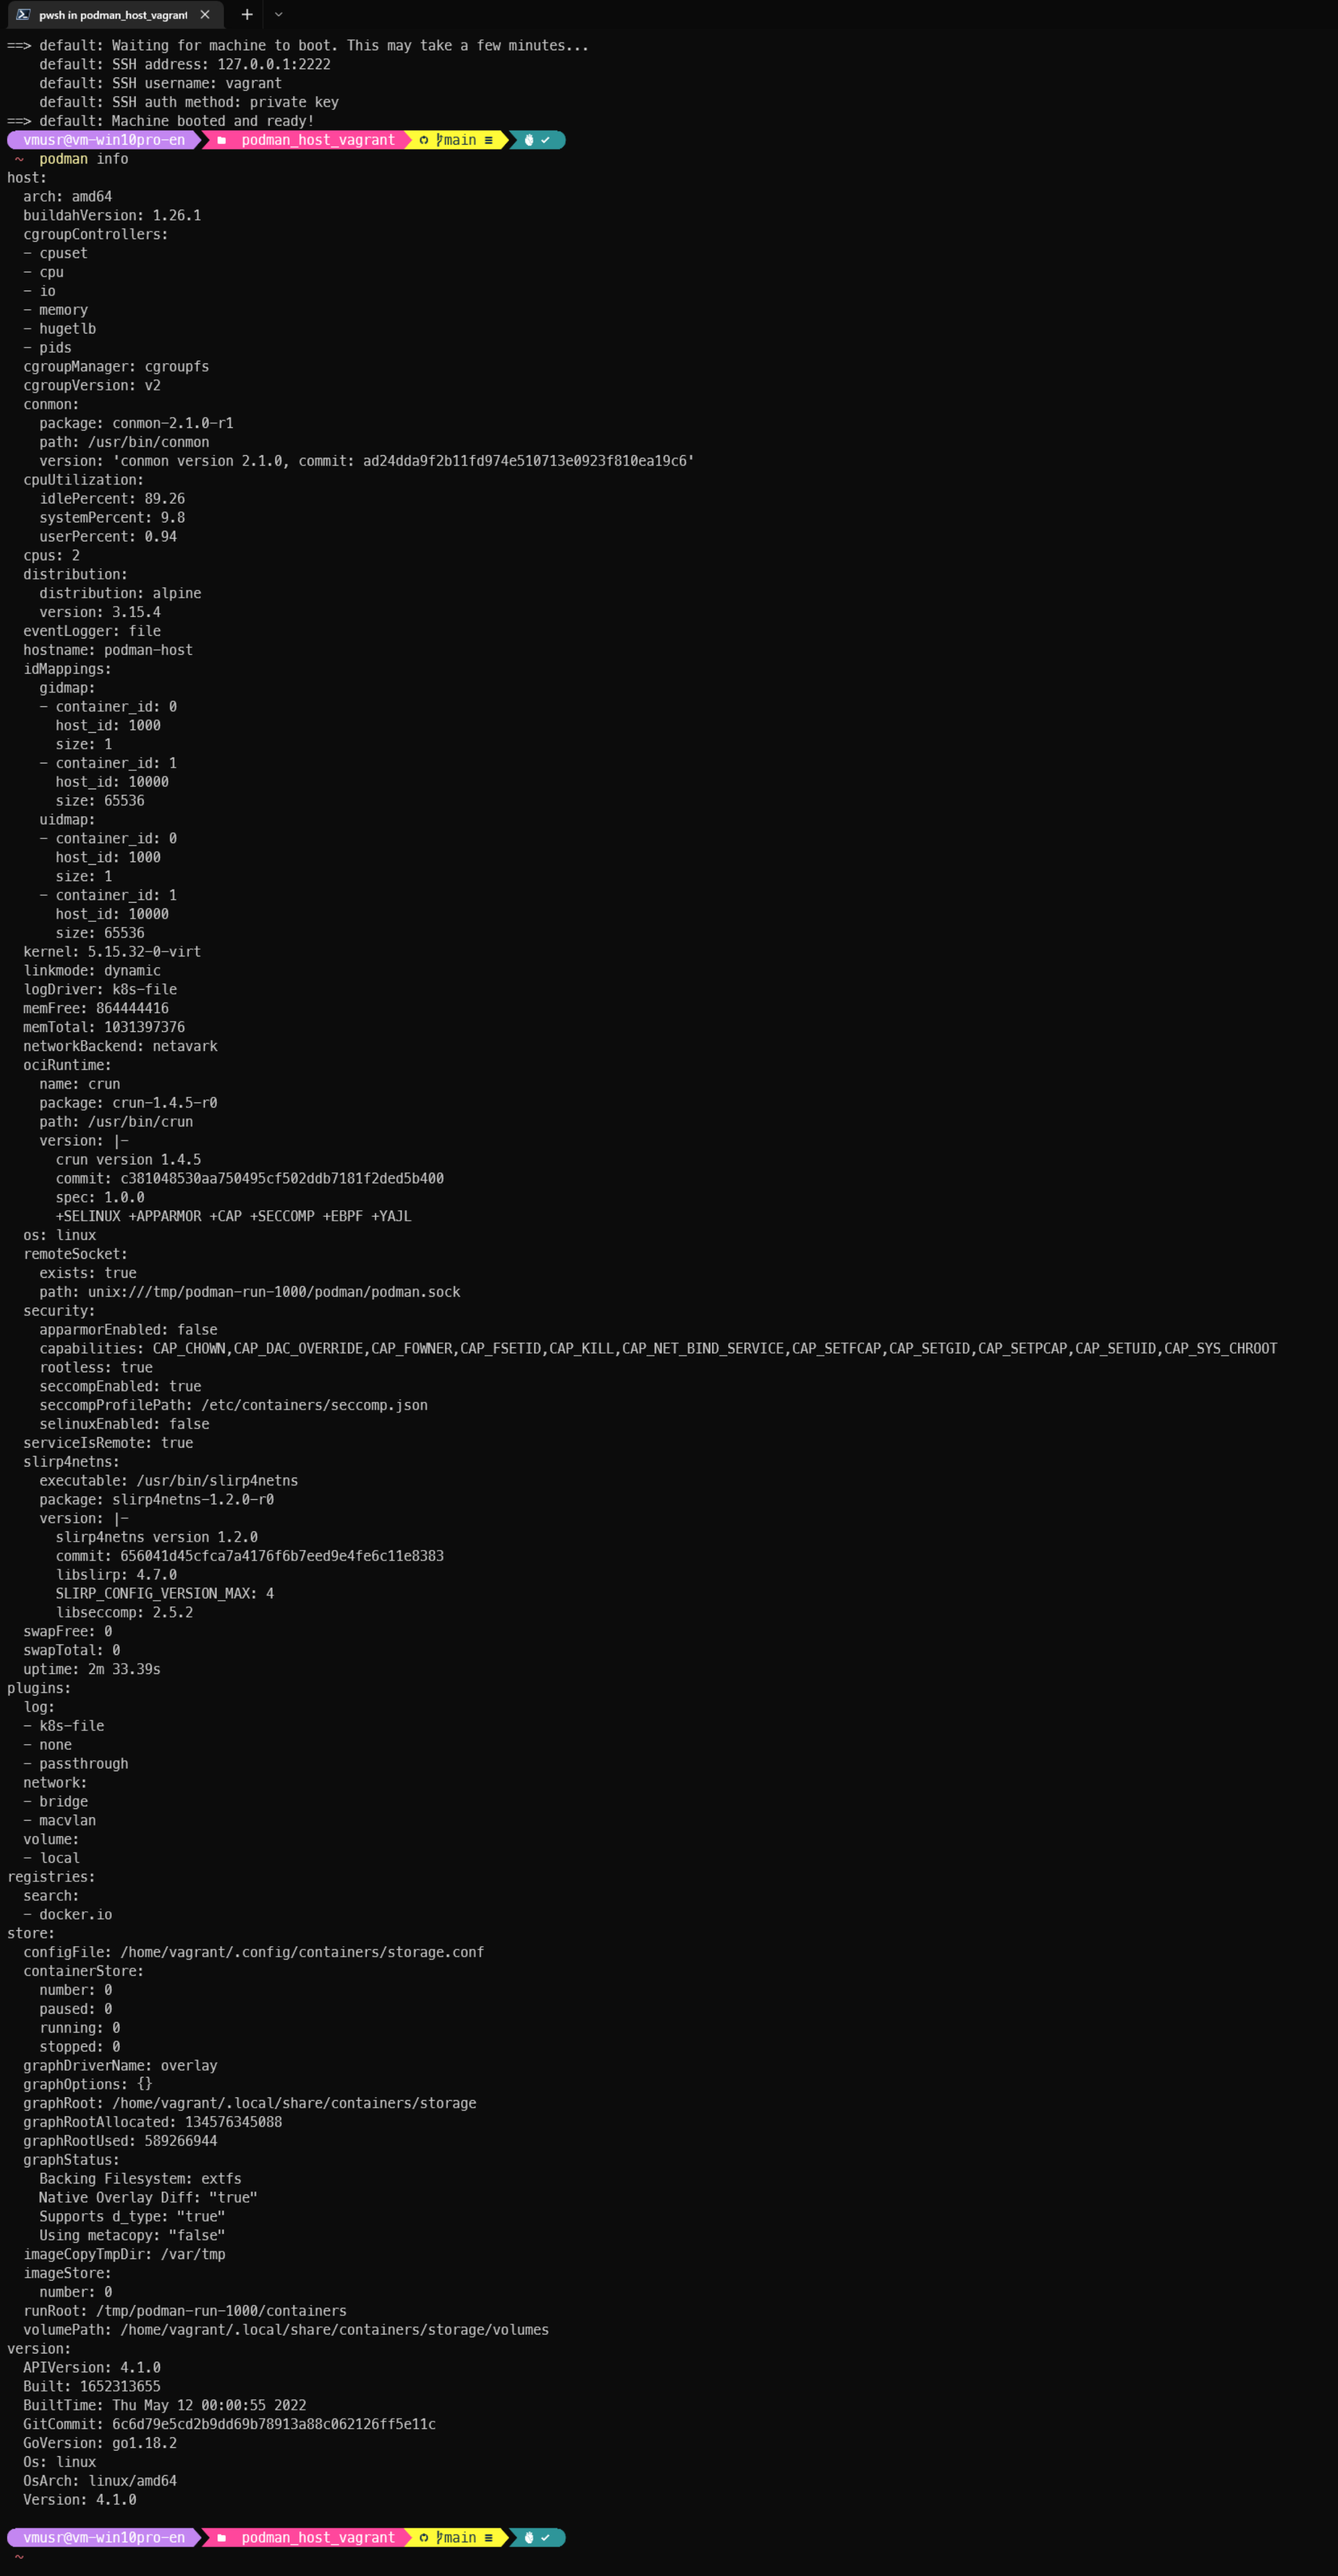 pwsh in podman_host_vagrant
==> default: Waiting for machine to boot. This may take a few minutes...
    default: SSH address: 127.0.0.1:2222
    default: SSH username: vagrant
    default: SSH auth method: private key
==> default: Machine booted and ready!
vmusr@vm-win10pro-en podman_host_vagrant main ≡
~ podman info
host:
  arch: amd64
  buildahVersion: 1.26.1
  cgroupControllers:
  - cpuset
  - cpu
  - io
  - memory
  - hugetlb
  - pids
  cgroupManager: cgroupfs
  cgroupVersion: v2
  conmon:
    package: conmon-2.1.0-r1
    path: /usr/bin/conmon
    version: 'conmon version 2.1.0, commit: ad24dda9f2b11fd974e510713e0923f810ea19c6'
  cpuUtilization:
    idlePercent: 89.26
    systemPercent: 9.8
    userPercent: 0.94
  cpus: 2
  distribution:
    distribution: alpine
    version: 3.15.4
  eventLogger: file
  hostname: podman-host
  idMappings:
    gidmap:
    - container_id: 0
      host_id: 1000
      size: 1
    - container_id: 1
      host_id: 10000
      size: 65536
    uidmap:
    - container_id: 0
      host_id: 1000
      size: 1
    - container_id: 1
      host_id: 10000
      size: 65536
  kernel: 5.15.32-0-virt
  linkmode: dynamic
  logDriver: k8s-file
  memFree: 864444416
  memTotal: 1031397376
  networkBackend: netavark
  ociRuntime:
    name: crun
    package: crun-1.4.5-r0
    path: /usr/bin/crun
    version: |-
      crun version 1.4.5
      commit: c381048530aa750495cf502ddb7181f2ded5b400
      spec: 1.0.0
      +SELINUX +APPARMOR +CAP +SECCOMP +EBPF +YAJL
  os: linux
  remoteSocket:
    exists: true
    path: unix:///tmp/podman-run-1000/podman/podman.sock
  security:
    apparmorEnabled: false
    capabilities: CAP_CHOWN,CAP_DAC_OVERRIDE,CAP_FOWNER,CAP_FSETID,CAP_KILL,CAP_NET_BIND_SERVICE,CAP_SETFCAP,CAP_SETGID,CAP_SETPCAP,CAP_SETUID,CAP_SYS_CHROOT
    rootless: true
    seccompEnabled: true
    seccompProfilePath: /etc/containers/seccomp.json
    selinuxEnabled: false
  serviceIsRemote: true
  slirp4netns:
    executable: /usr/bin/slirp4netns
    package: slirp4netns-1.2.0-r0
    version: |-
      slirp4netns version 1.2.0
      commit: 656041d45cfca7a4176f6b7eed9e4fe6c11e8383
      libslirp: 4.7.0
      SLIRP_CONFIG_VERSION_MAX: 4
      libseccomp: 2.5.2
  swapFree: 0
  swapTotal: 0
  uptime: 2m 33.39s
plugins:
  log:
  - k8s-file
  - none
  - passthrough
  network:
  - bridge
  - macvlan
  volume:
  - local
registries:
  search:
  - docker.io
store:
  configFile: /home/vagrant/.config/containers/storage.conf
  containerStore:
    number: 0
    paused: 0
    running: 0
    stopped: 0
  graphDriverName: overlay
  graphOptions: {}
  graphRoot: /home/vagrant/.local/share/containers/storage
  graphRootAllocated: 134576345088
  graphRootUsed: 589266944
  graphStatus:
    Backing Filesystem: extfs
    Native Overlay Diff: "true"
    Supports d_type: "true"
    Using metacopy: "false"
  imageCopyTmpDir: /var/tmp
  imageStore:
    number: 0
  runRoot: /tmp/podman-run-1000/containers
  volumePath: /home/vagrant/.local/share/containers/storage/volumes
version:
  APIVersion: 4.1.0
  Built: 1652313655
  BuiltTime: Thu May 12 00:00:55 2022
  GitCommit: 6c6d79e5cd2b9dd69b78913a88c062126ff5e11c
  GoVersion: go1.18.2
  Os: linux
  OsArch: linux/amd64
  Version: 4.1.0
vmusr@vm-win10pro-en podman_host_vagrant main ≡
~